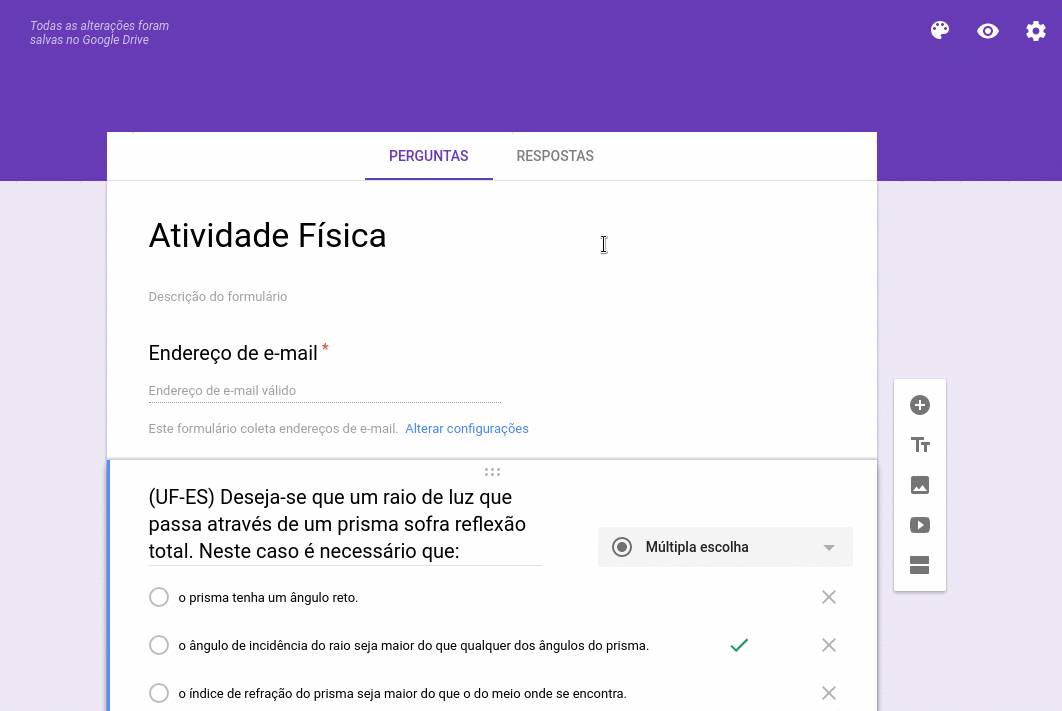 Todas as alterações foram
salvas no Google Drive
PERGUNTAS
RESPOSTAS
Atividade Física
Descrição do formulário
Endereço de e-mail *
Endereço de e-mail válido
Este formulário coleta endereços de e-mail. Alterar configurações
(UF-ES) Deseja-se que um raio de luz que
passa através de um prisma sofra reflexão
total. Neste caso é necessário que:
Múltipla escolha
o prisma tenha um ângulo reto.
o ângulo de incidência do raio seja maior do que qualquer dos ângulos do prisma.
o índice de refração do prisma seja maior do que o do meio onde se encontra.
Tт